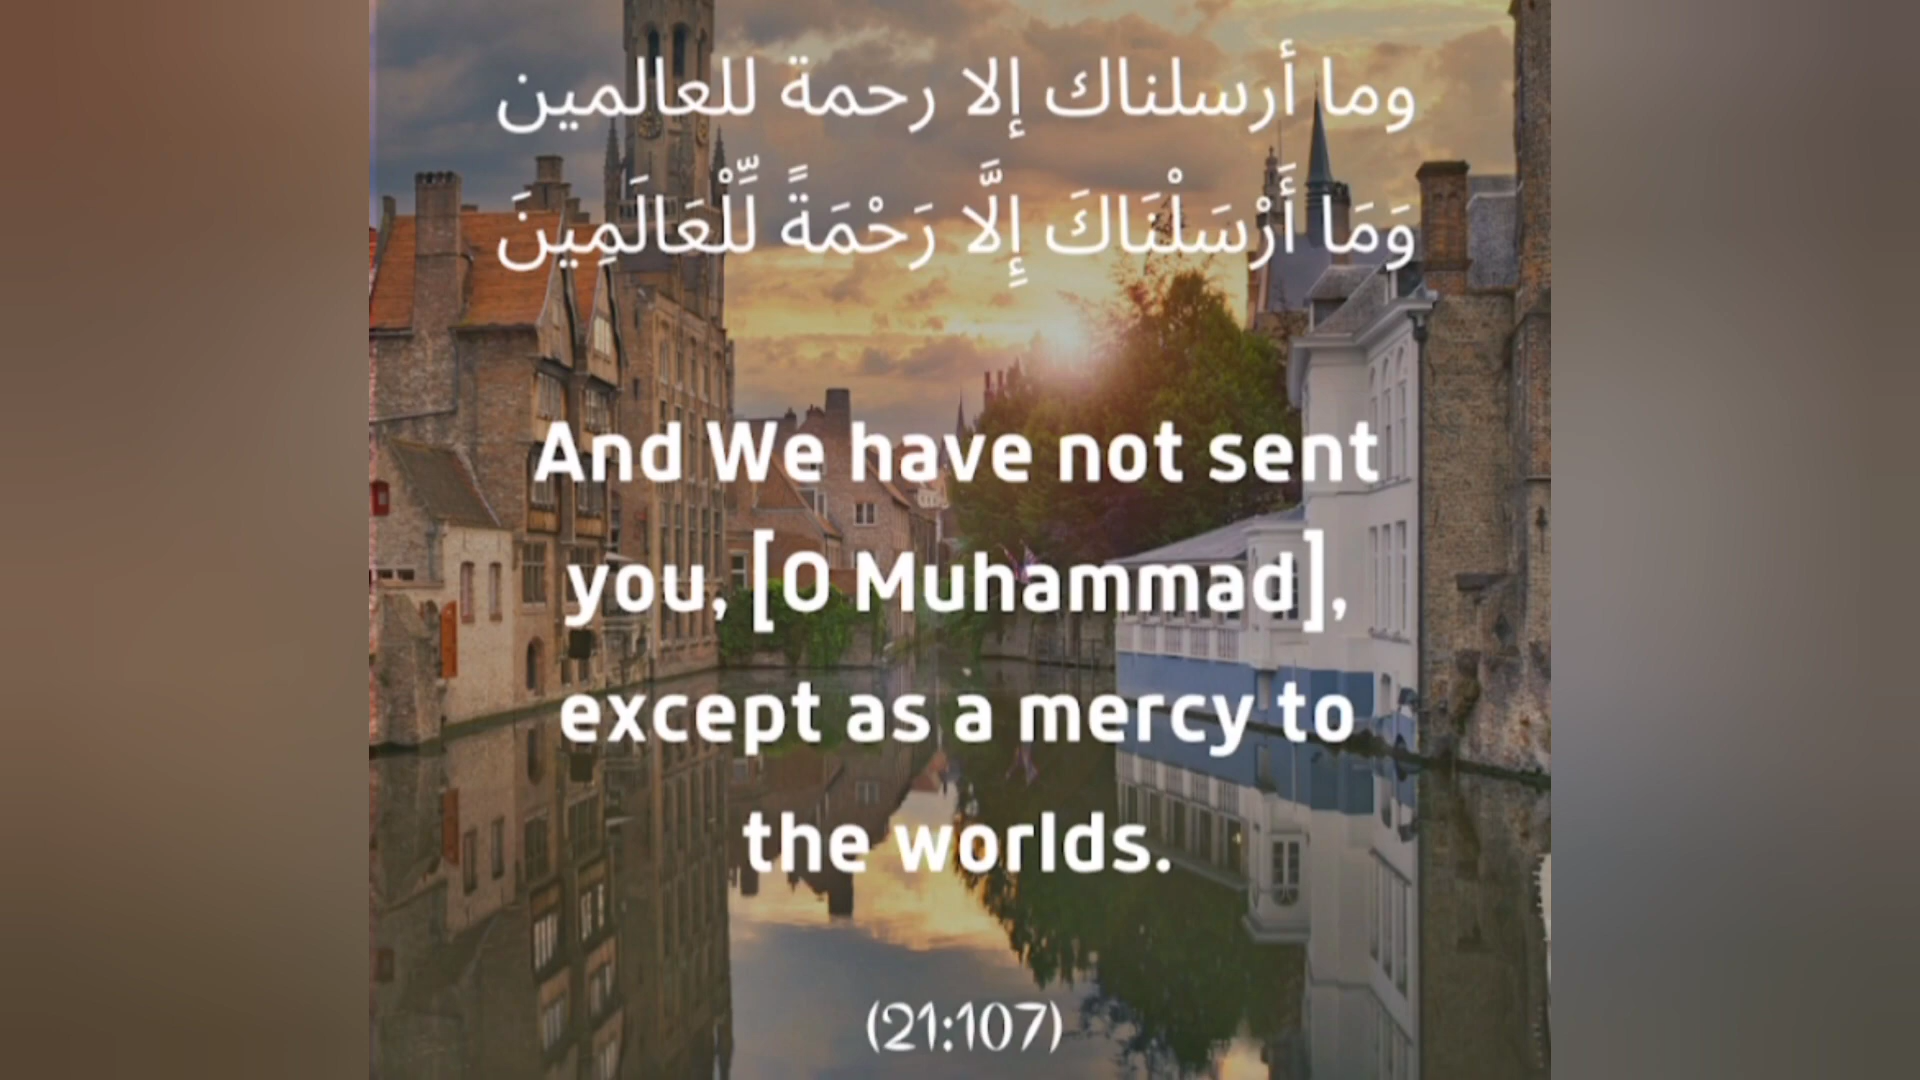 وما أرسلناك إلا رحمة للعالمين
وَمَا أَرْسَلْنَاكَ إِلَّا رَحْمَةً لِّلْعَالَمِينَ
And We have not sent
you, [O Muhammad],
except as a mercy to
the worlds.
(21:107)